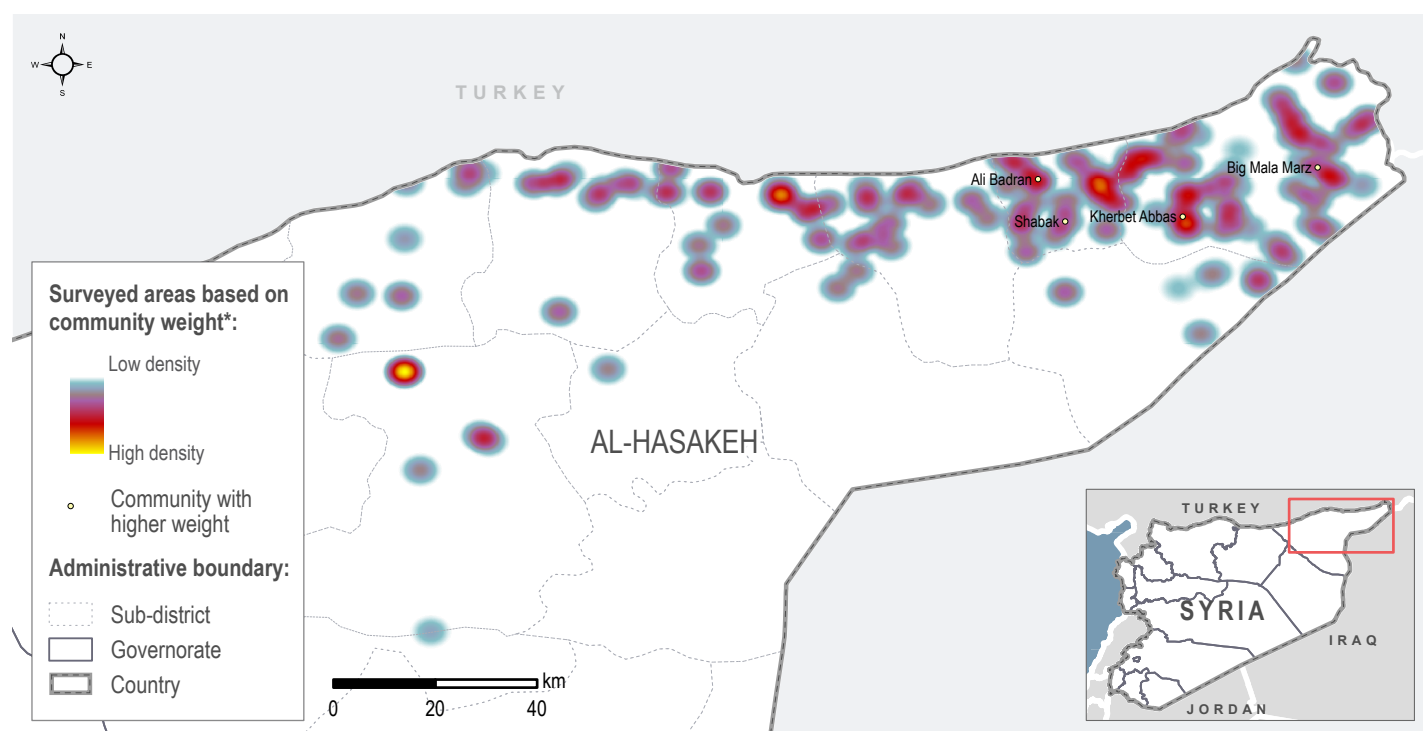 N
W E
S
TURKEY
Ali Badran
Big Mala Marz
Shabak
Kherbet Abbas
AL-HASAKEH
Surveyed areas based on
community weight*:
Low density
High density
Community with
higher weight
Administrative boundary:
Sub-district
Governorate
Country
km
0 20 40
TURKEY
SYRIA
IRAQ
JORDAN